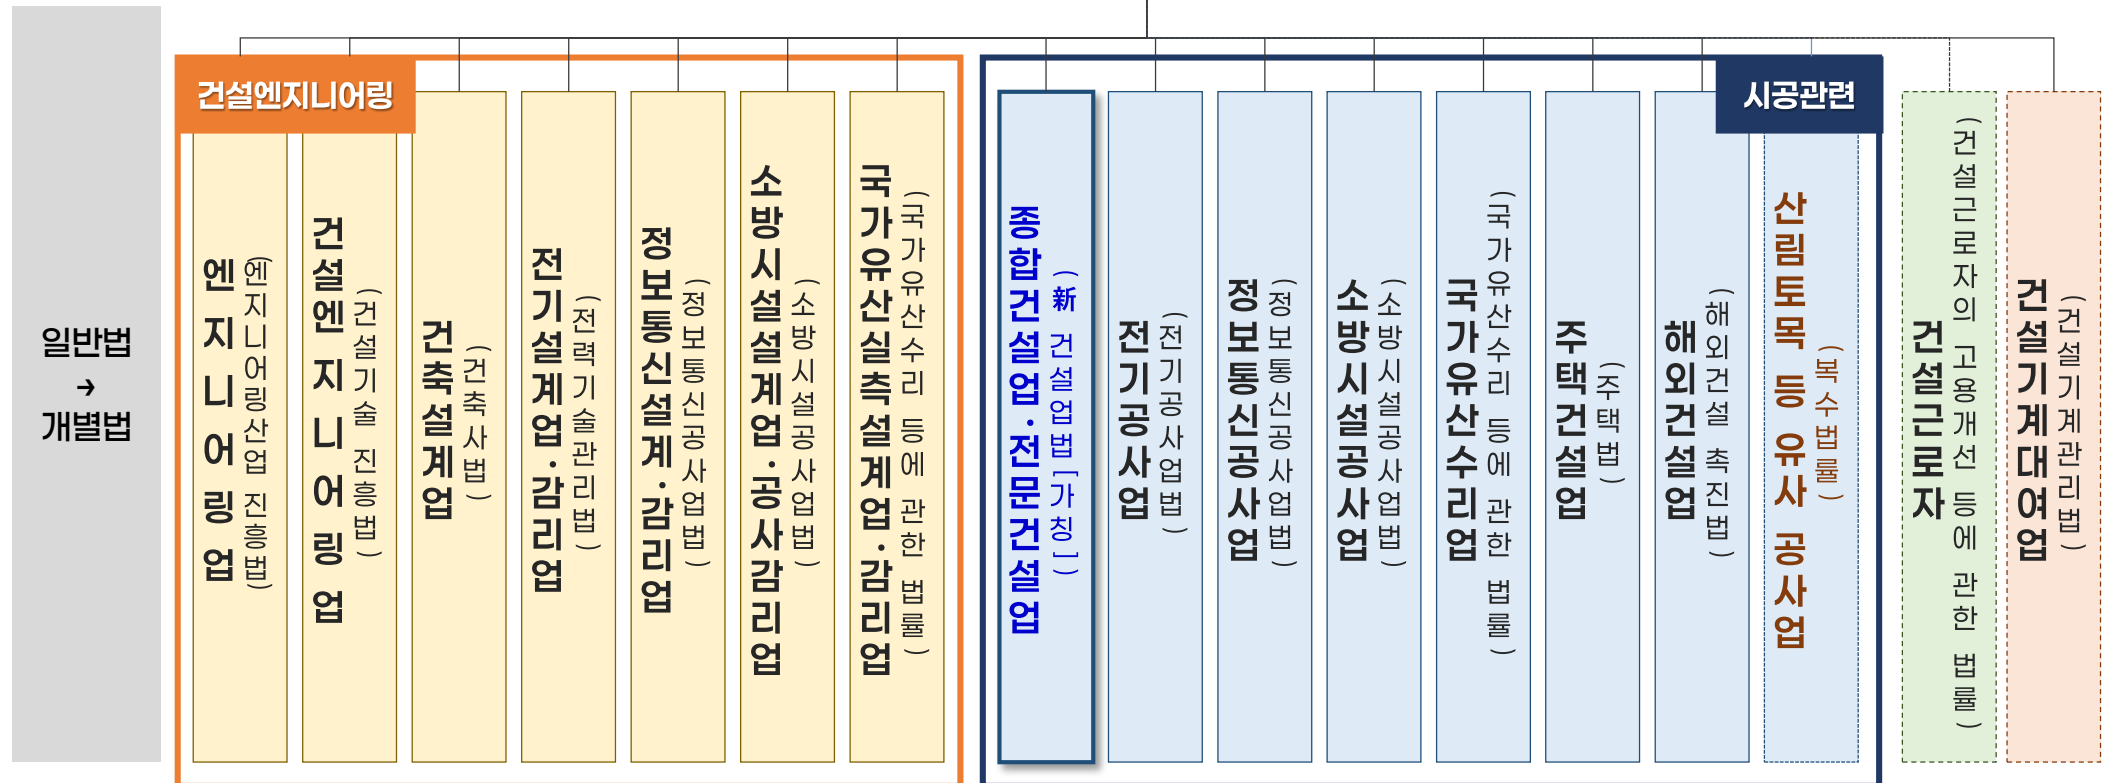 일반법
→
개별법
건설엔지니어링
엔지니어링업
(엔지니어링산업 진흥법)
건설엔지니어링업
(건설기술 진흥법)
건축설계업
(건축사법)
전기설계업·감리업
(전력기술관리법)
정보통신설계·감리업
(정보통신공사업법)
소방시설설계업·공사감리업
(소방시설공사업법)
국가유산실측설계업·감리업
(국가유산수리 등에 관한 법률)
시공관련
종합건설업·전문건설업
(新 건설업법[가칭])
전기공사업
(전기공사업법)
정보통신공사업
(정보통신공사업법)
소방시설공사업
(소방시설공사업법)
국가유산수리업
(국가유산수리 등에 관한 법률)
주택건설업
(주택법)
해외건설업
(해외건설 촉진법)
산림토목 등 유사 공사업
(복수법률)
건설근로자
(건설근로자의 고용개선 등에 관한 법률)
건설기계대여업
(건설기계관리법)